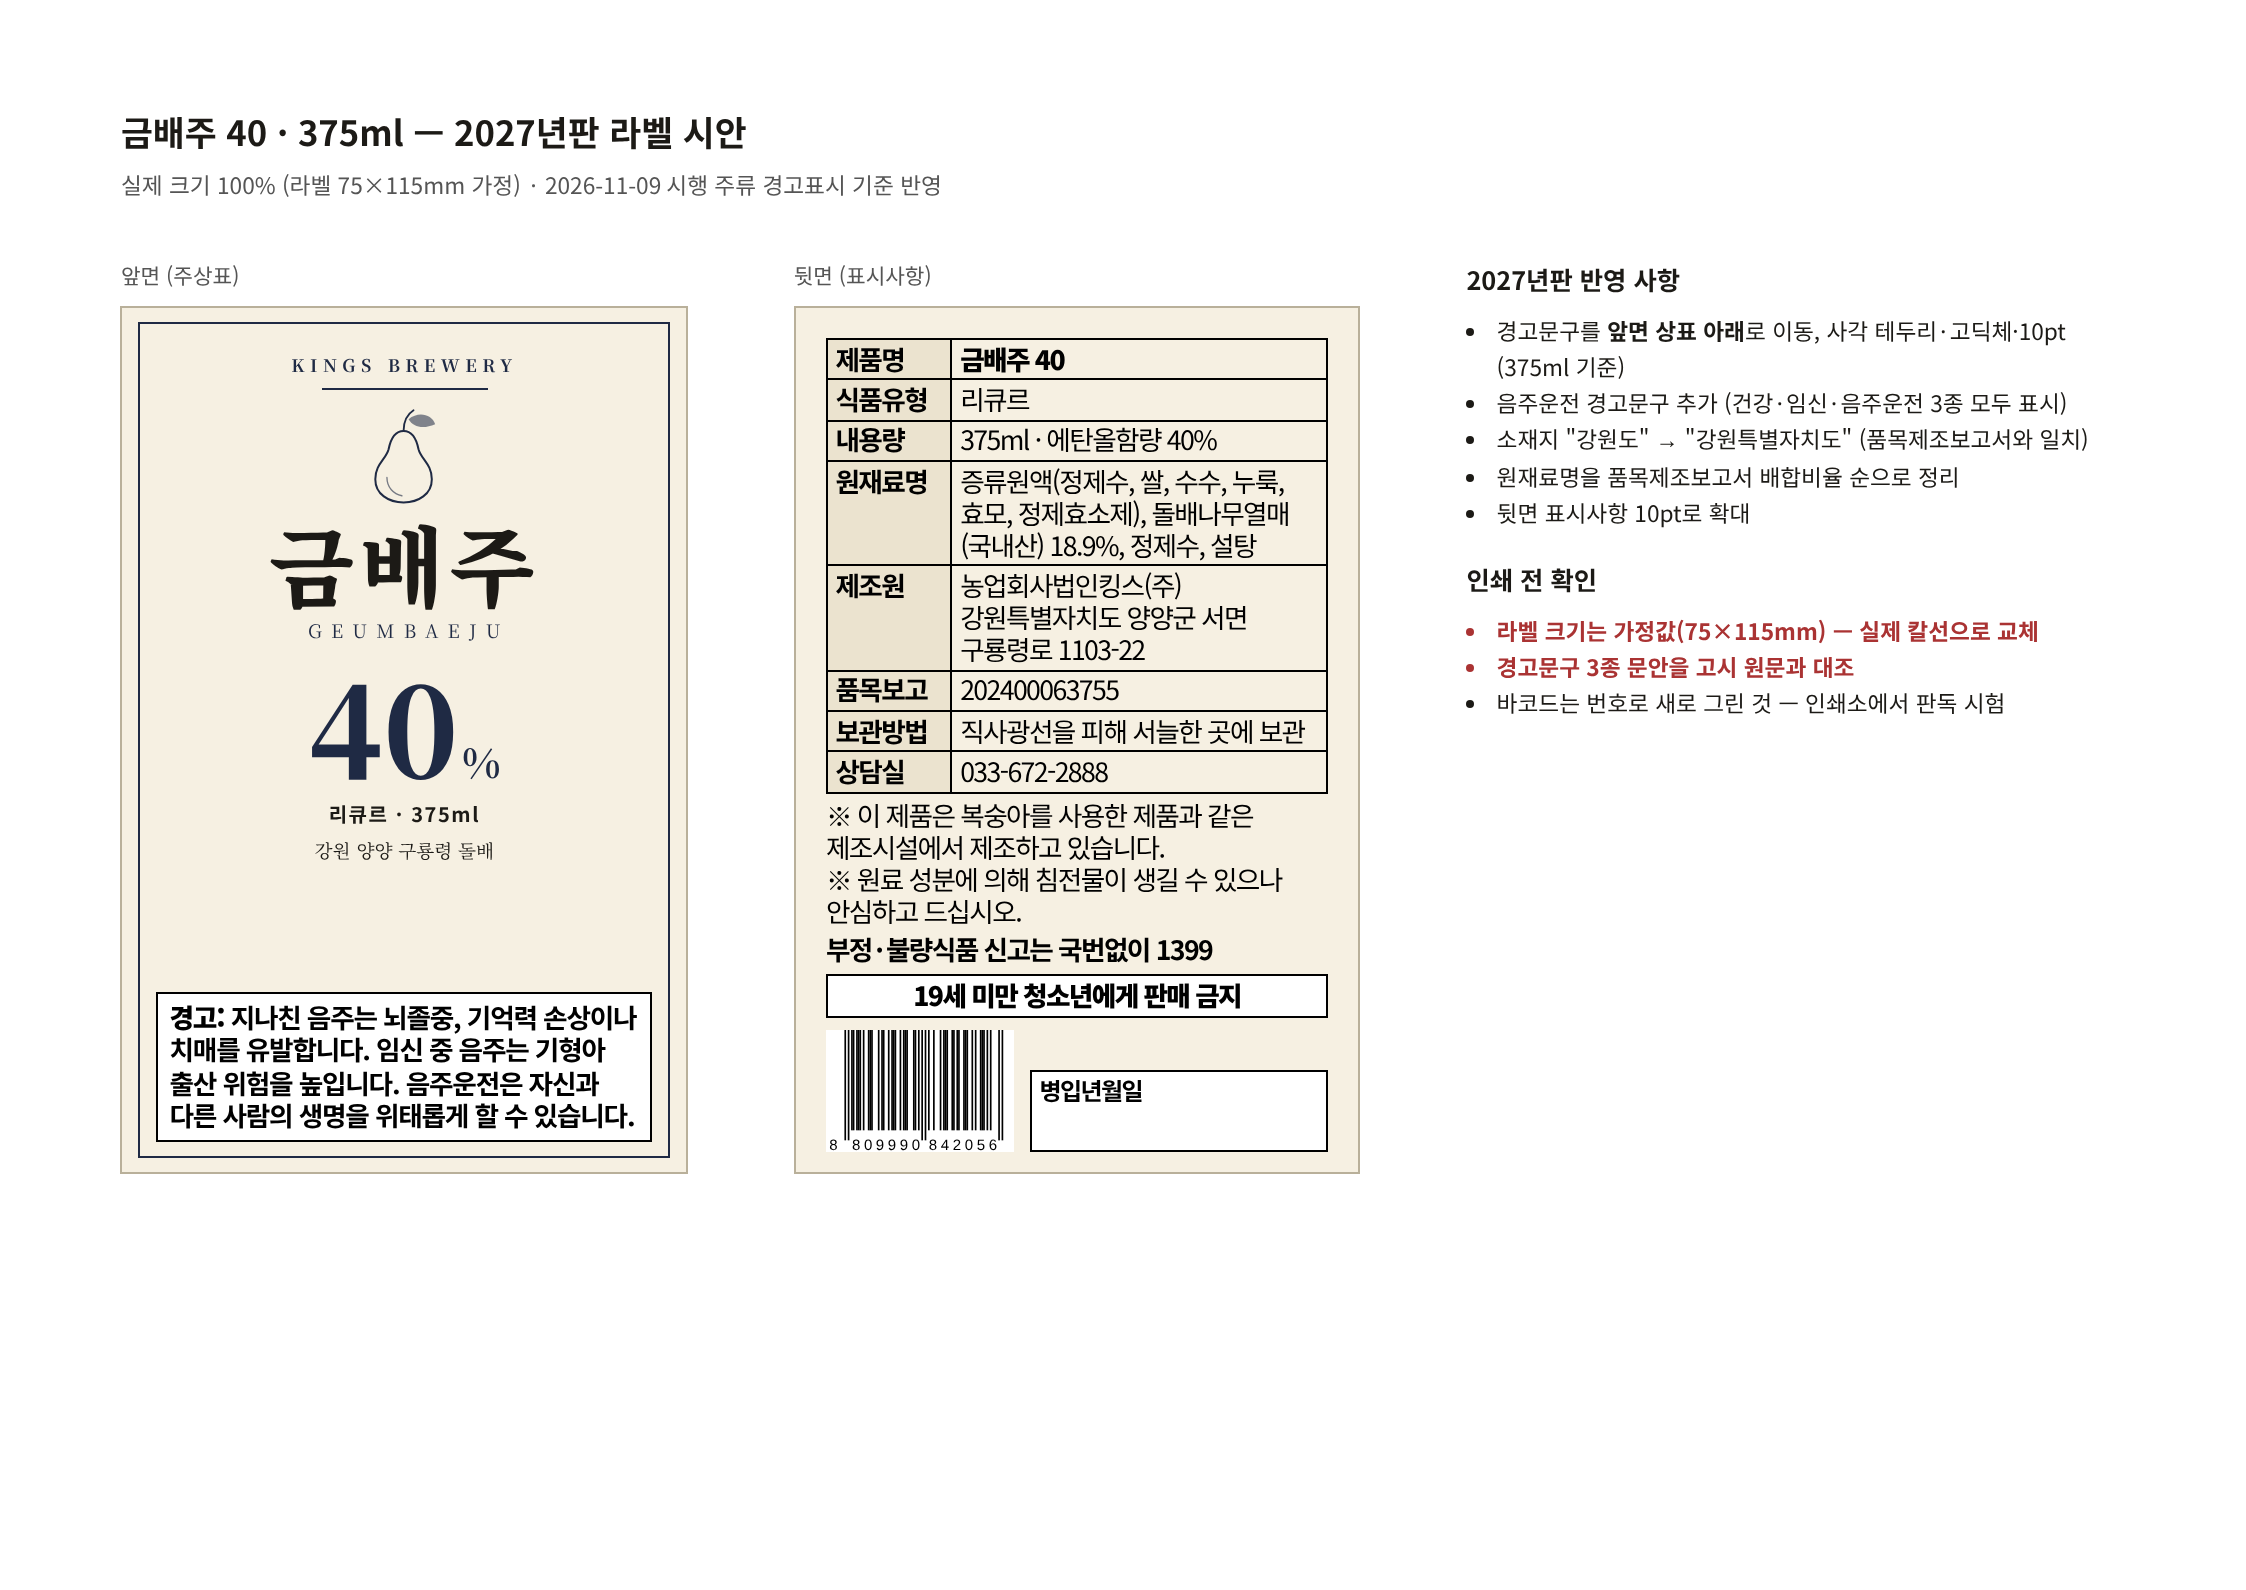 금배주 40 · 375ml — 2027년판 라벨 시안
실제 크기 100% (라벨 75×115mm 가정) · 2026-11-09 시행 주류 경고표시 기준 반영
앞면 (주상표)
KINGS BREWERY
금배주
GEUMBAEJU
40%
리큐르 · 375ml
강원 양양 구룡령 돌배
경고: 지나친 음주는 뇌졸중, 기억력 손상이나
치매를 유발합니다. 임신 중 음주는 기형아
출산 위험을 높입니다. 음주운전은 자신과
다른 사람의 생명을 위태롭게 할 수 있습니다.
뒷면 (표시사항)
제품명 금배주 40
식품유형 리큐르
내용량 375ml · 에탄올함량 40%
원재료명 증류원액(정제수, 쌀, 수수, 누룩,
효모, 정제효소제), 돌배나무열매
(국내산) 18.9%, 정제수, 설탕
제조원 농업회사법인킹스(주)
강원특별자치도 양양군 서면
구룡령로 1103-22
품목보고 202400063755
보관방법 직사광선을 피해 서늘한 곳에 보관
상담실 033-672-2888
※ 이 제품은 복숭아를 사용한 제품과 같은
제조시설에서 제조하고 있습니다.
※ 원료 성분에 의해 침전물이 생길 수 있으나
안심하고 드십시오.
부정·불량식품 신고는 국번없이 1399
19세 미만 청소년에게 판매 금지
8 809990 842056
병입년월일
2027년판 반영 사항
• 경고문구를 앞면 상표 아래로 이동, 사각 테두리·고딕체·10pt
(375ml 기준)
• 음주운전 경고문구 추가 (건강·임신·음주운전 3종 모두 표시)
• 소재지 "강원도" → "강원특별자치도" (품목제조보고서와 일치)
• 원재료명을 품목제조보고서 배합비율 순으로 정리
• 뒷면 표시사항 10pt로 확대
인쇄 전 확인
• 라벨 크기는 가정값(75×115mm) — 실제 칼선으로 교체
• 경고문구 3종 문안을 고시 원문과 대조
• 바코드는 번호로 새로 그린 것 — 인쇄소에서 판독 시험